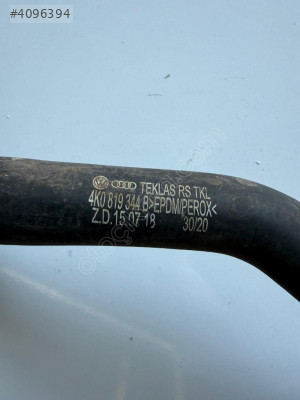 #4096394
TEKLAS RS TKL
4K0 819 344 B >EPDM/PEROX<
Z.D. 15 07 18 30/20